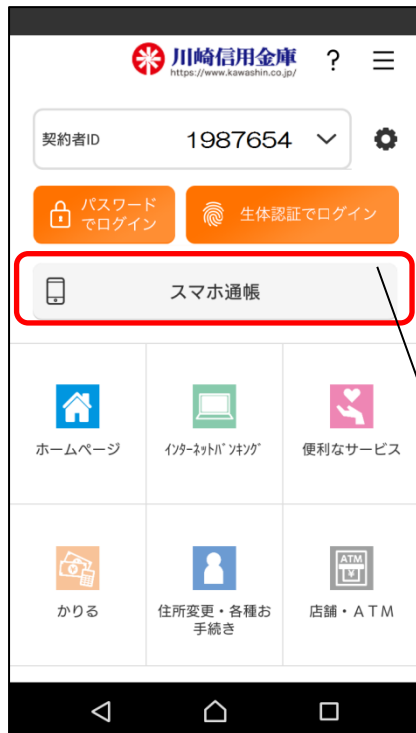 川崎信用金庫
https://www.kawashin.co.jp/
?
契約者ID 1987654
パスワード
でログイン
生体認証でログイン
スマホ通帳
ホームページ
ｲﾝﾀｰﾈｯﾄﾊﾞﾝｷﾝｸﾞ
便利なサービス
かりる
住所変更・各種お
手続き
ATM
¥
店舗・ＡＴＭ